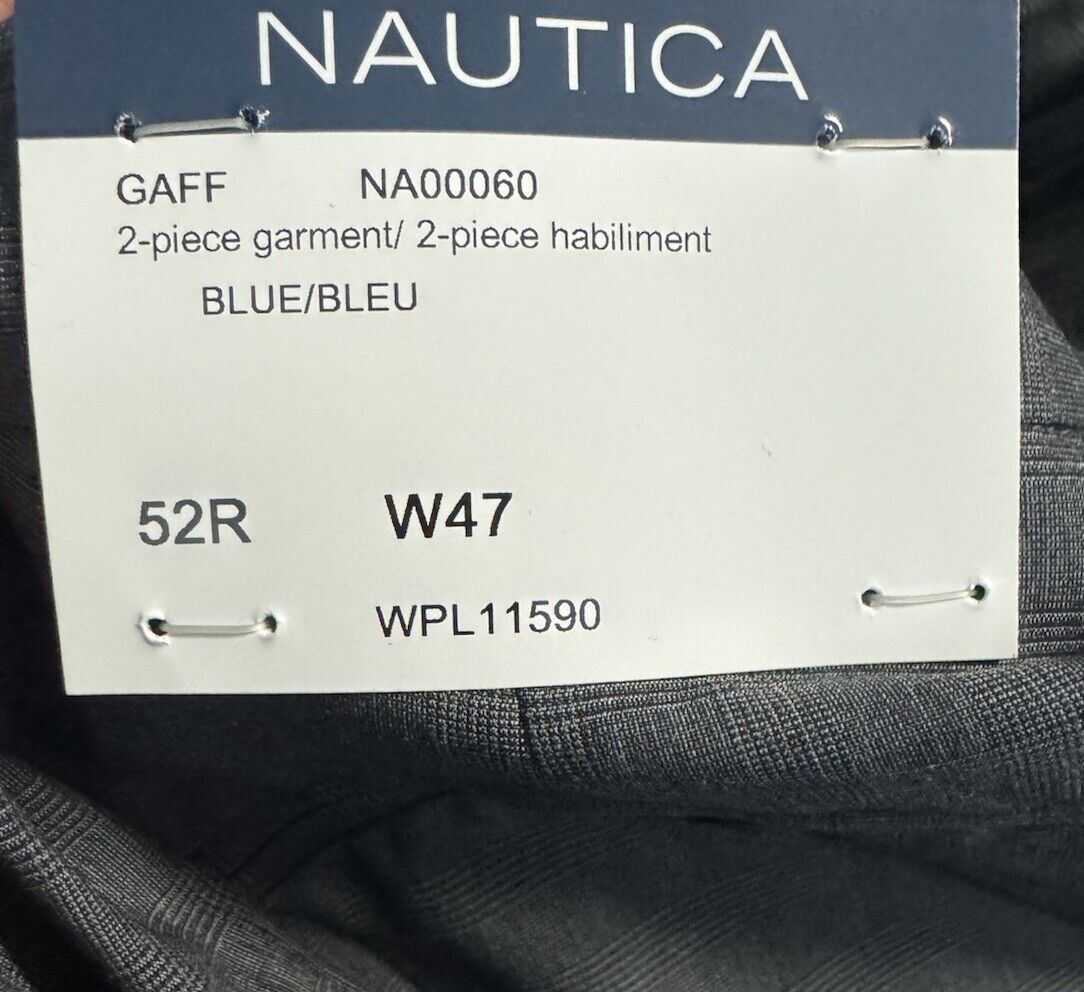 NAUTICA
GAFF NA00060
2-piece garment/ 2-piece habiliment
BLUE/BLEU
52R W47
WPL11590